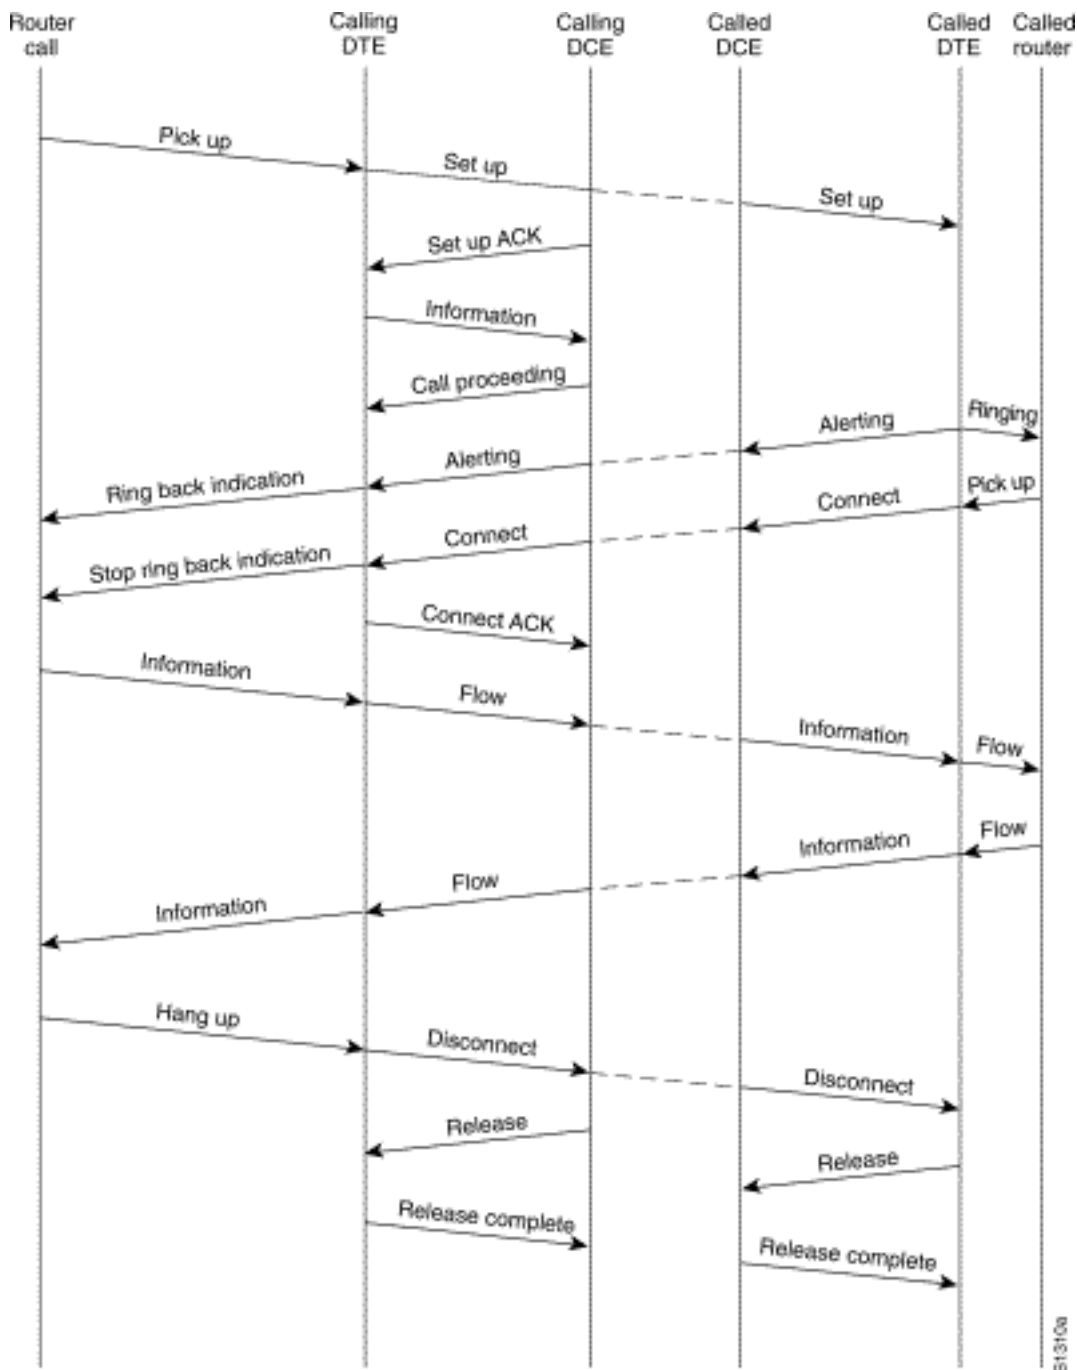 Router call
Calling DTE
Calling DCE
Called DCE
Called DTE
Called router
Pick up
Set up
Set up
Set up ACK
Information
Call proceeding
Ringing
Alerting
Alerting
Ring back indication
Pick up
Connect
Connect
Stop ring back indication
Connect ACK
Information
Flow
Information
Flow
Flow
Information
Flow
Information
Hang up
Disconnect
Disconnect
Release
Release
Release complete
Release complete
61310a